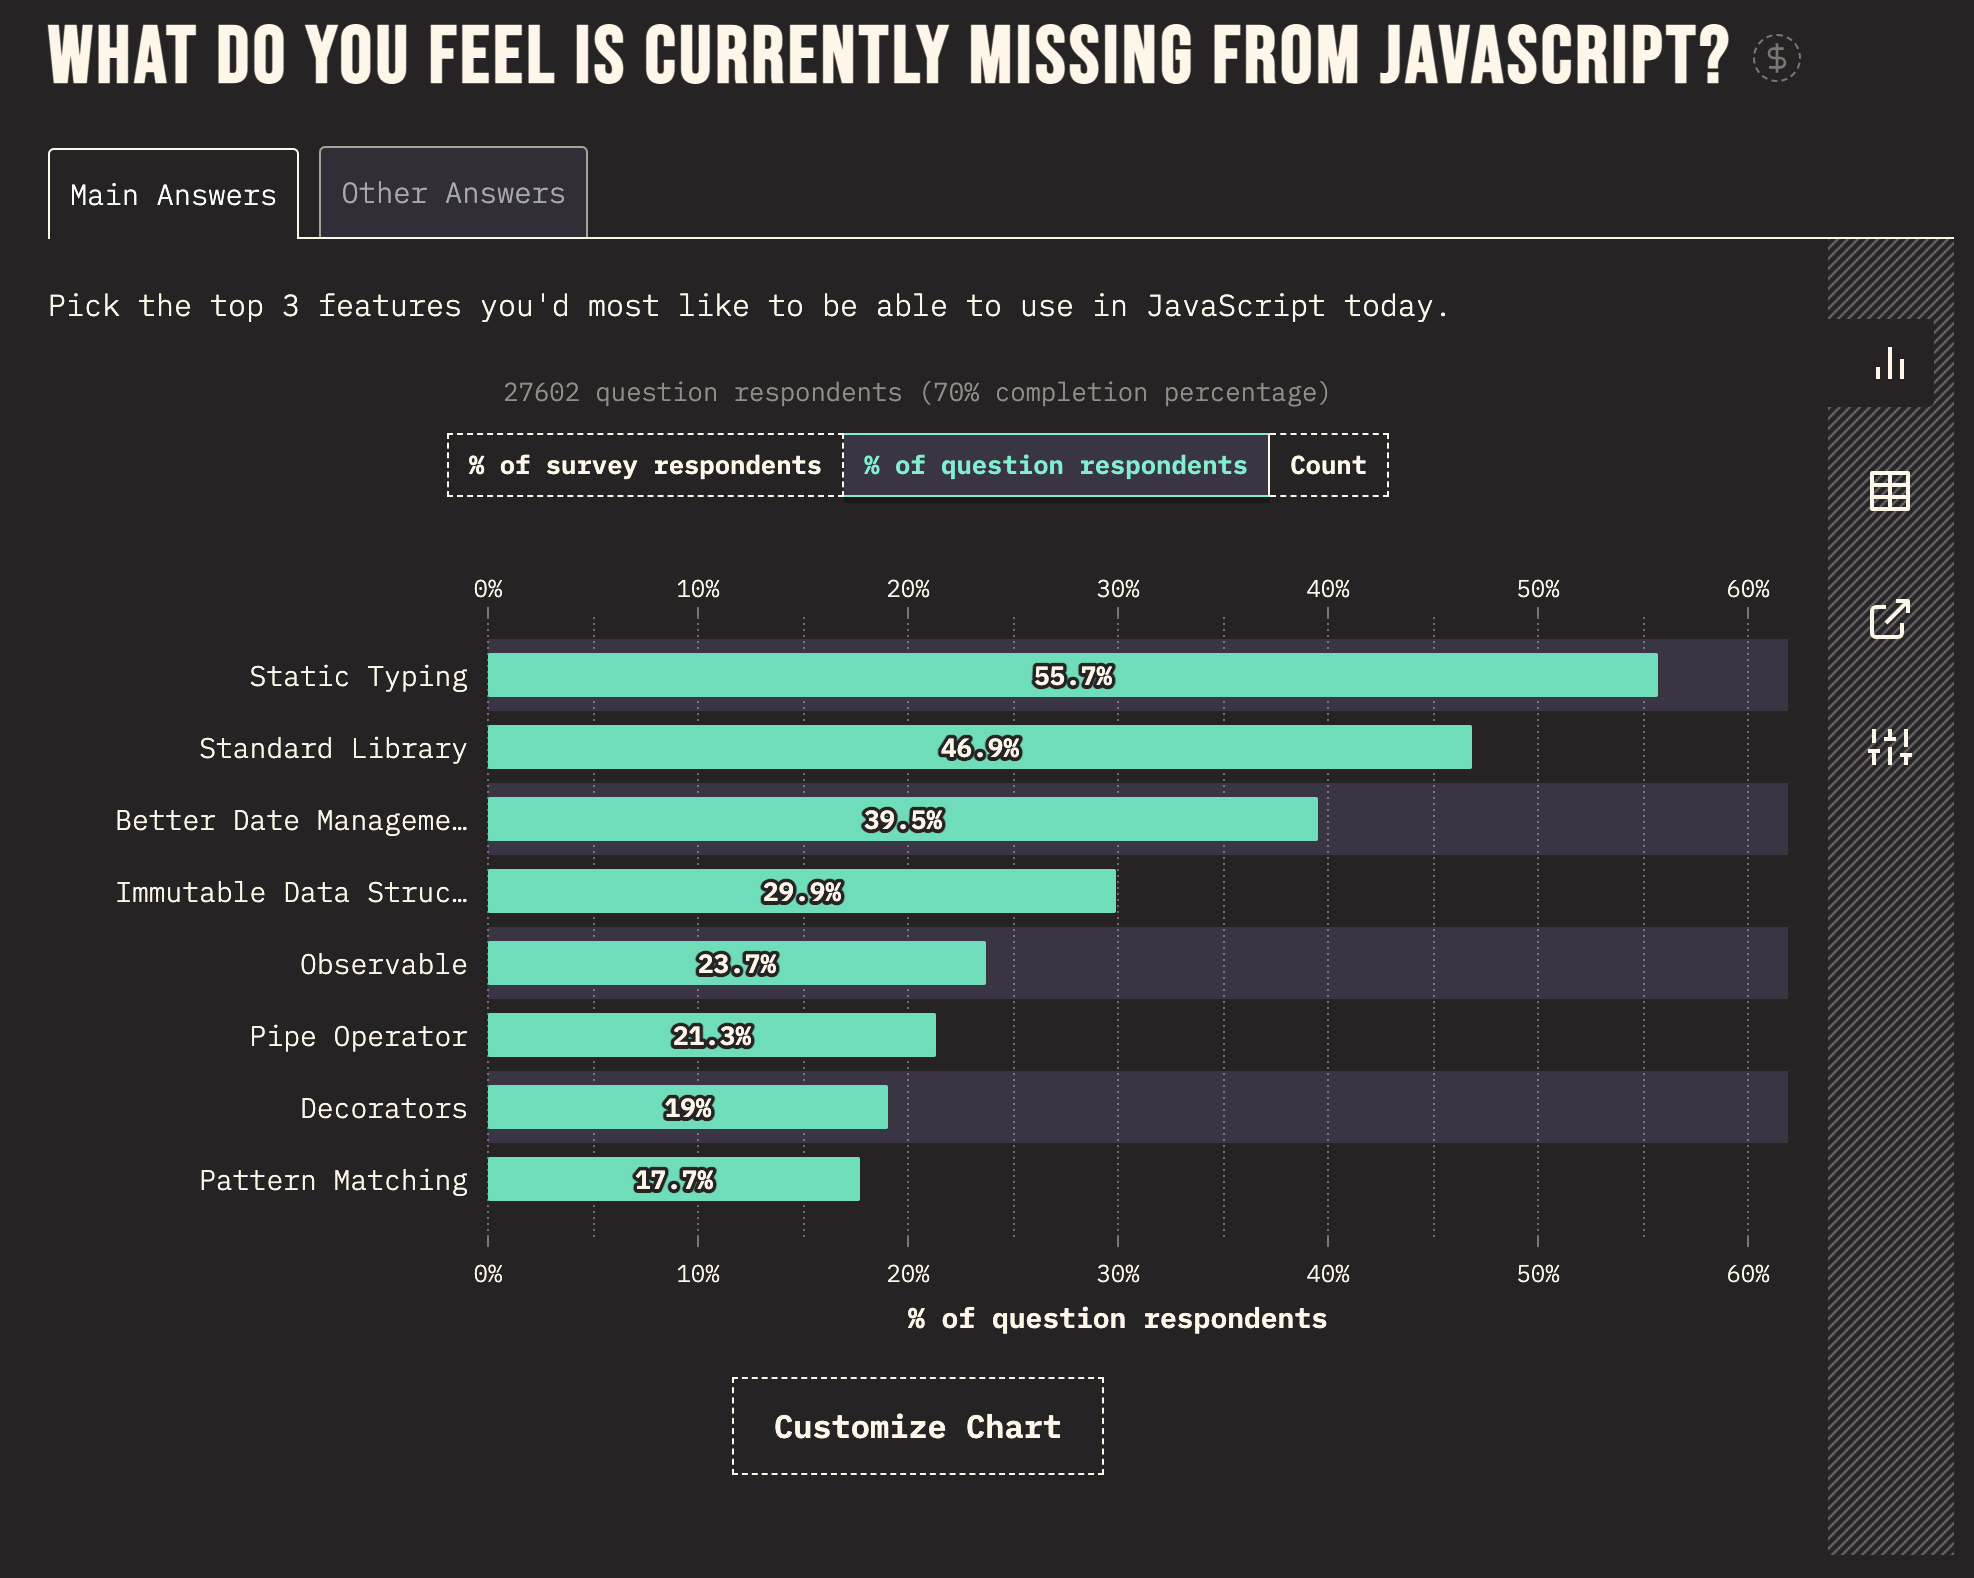 WHAT DO YOU FEEL IS CURRENTLY MISSING FROM JAVASCRIPT? $
Main Answers
Other Answers
Pick the top 3 features you'd most like to be able to use in JavaScript today.
27602 question respondents (70% completion percentage)
% of survey respondents % of question respondents Count
0% 10% 20% 30% 40% 50% 60%
Static Typing 55.7%
Standard Library 46.9%
Better Date Manageme… 39.5%
Immutable Data Struc… 29.9%
Observable 23.7%
Pipe Operator 21.3%
Decorators 19%
Pattern Matching 17.7%
0% 10% 20% 30% 40% 50% 60%
% of question respondents
Customize Chart